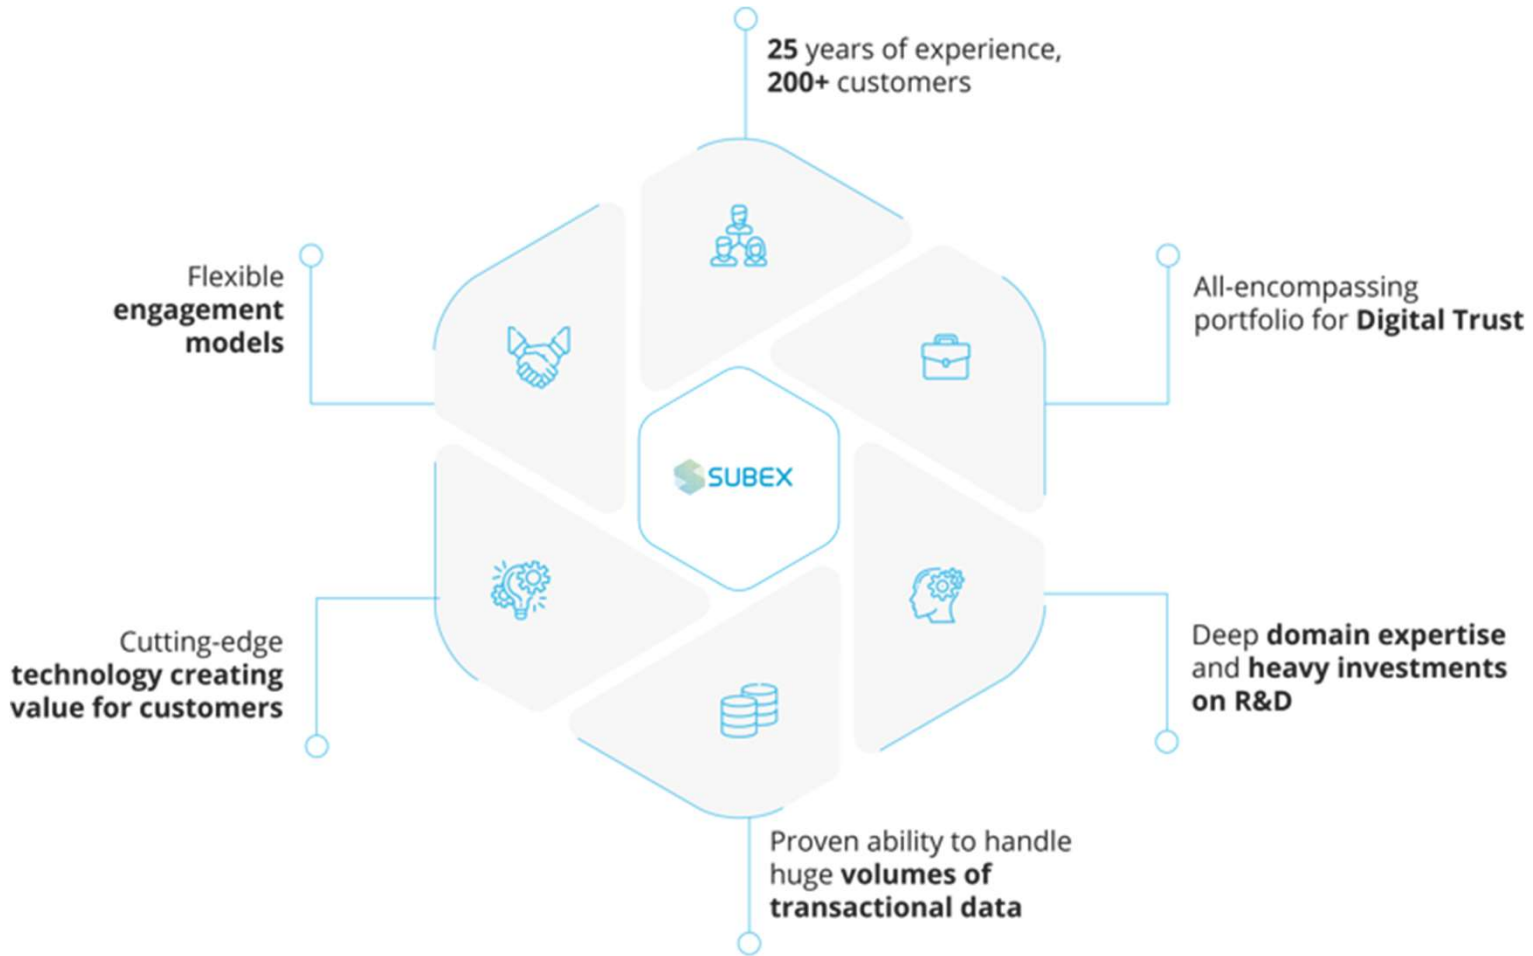 25 years of experience,
200+ customers
Flexible
engagement
models
All-encompassing
portfolio for Digital Trust
SUBEX
Cutting-edge
technology creating
value for customers
Deep domain expertise
and heavy investments
on R&D
Proven ability to handle
huge volumes of
transactional data